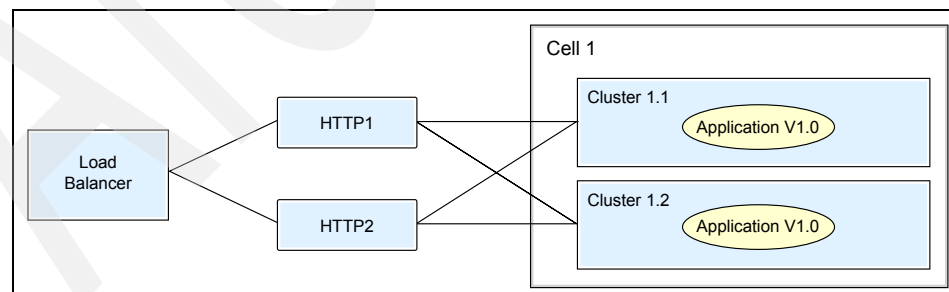 Cell 1
Cluster 1.1
HTTP1
Application V1.0
Load
Balancer
Cluster 1.2
HTTP2
Application V1.0